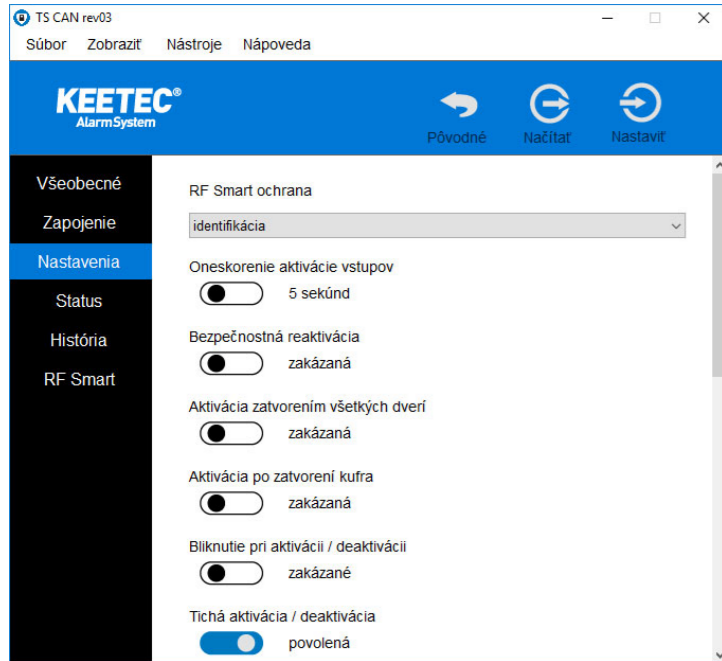 TS CAN rev03
Súbor Zobraziť Nástroje Nápoveda
KEETEC®
Alarm System
Pôvodné Načítať Nastaviť
Všeobecné
Zapojenie
Nastavenia
Status
História
RF Smart
RF Smart ochrana
identifikácia
Oneskorenie aktivácie vstupov
5 sekúnd
Bezpečnostná reaktivácia
zakázaná
Aktivácia zatvorením všetkých dverí
zakázaná
Aktivácia po zatvorení kufra
zakázaná
Bliknutie pri aktivácii / deaktivácii
zakázané
Tichá aktivácia / deaktivácia
povolená